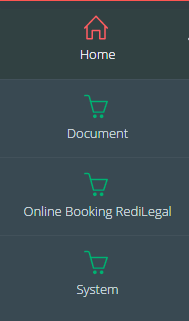 Home
Document
Online Booking RediLegal
System